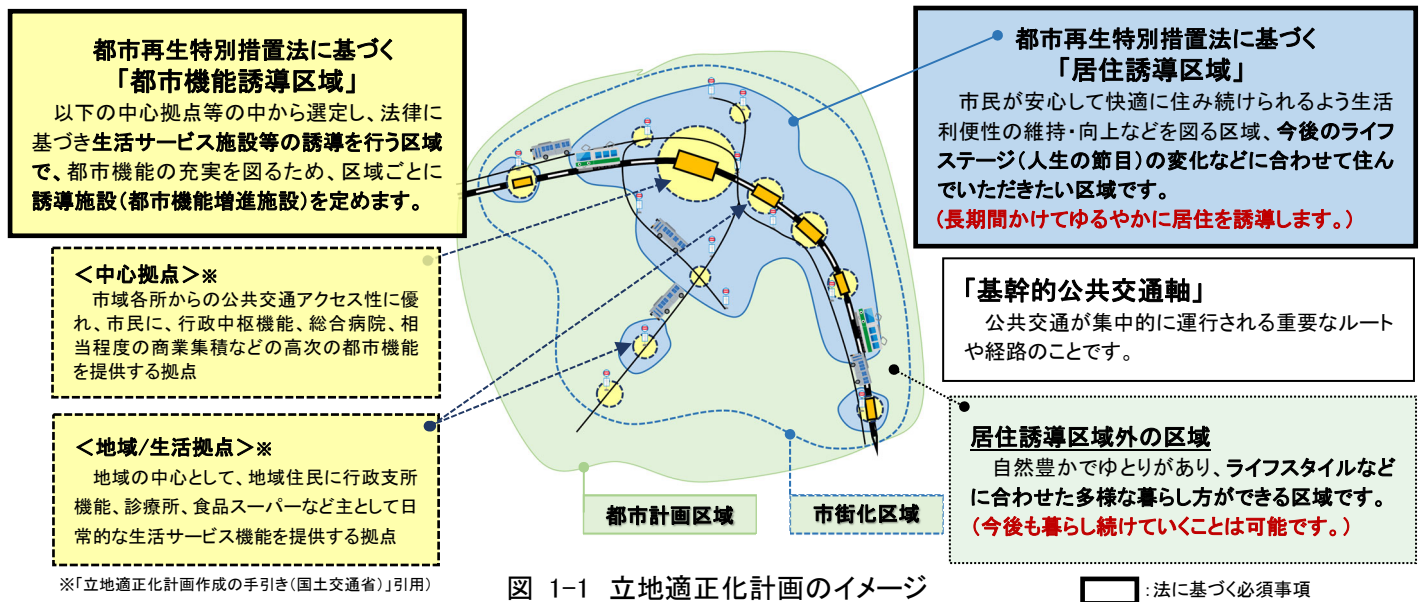 都市再生特別措置法に基づく
「都市機能誘導区域」
以下の中心拠点等の中から選定し、法律に
基づき生活サービス施設等の誘導を行う区域
で、都市機能の充実を図るため、区域ごとに
誘導施設(都市機能増進施設)を定めます。
<中心拠点>※
市域各所からの公共交通アクセス性に優
れ、市民に、行政中枢機能、総合病院、相
当程度の商業集積などの高次の都市機能
を提供する拠点
<地域/生活拠点>※
地域の中心として、地域住民に行政支所
機能、診療所、食品スーパーなど主として日
常的な生活サービス機能を提供する拠点
※「立地適正化計画作成の手引き(国土交通省)」引用)
都市計画区域
市街化区域
図 1-1 立地適正化計画のイメージ
都市再生特別措置法に基づく
「居住誘導区域」
市民が安心して快適に住み続けられるよう生活
利便性の維持・向上などを図る区域、今後のライフ
ステージ(人生の節目)の変化などに合わせて住ん
でいただきたい区域です。
(長期間かけてゆるやかに居住を誘導します。)
「基幹的公共交通軸」
公共交通が集中的に運行される重要なルート
や経路のことです。
居住誘導区域外の区域
自然豊かでゆとりがあり、ライフスタイルなど
に合わせた多様な暮らし方ができる区域です。
(今後も暮らし続けていくことは可能です。)
:法に基づく必須事項